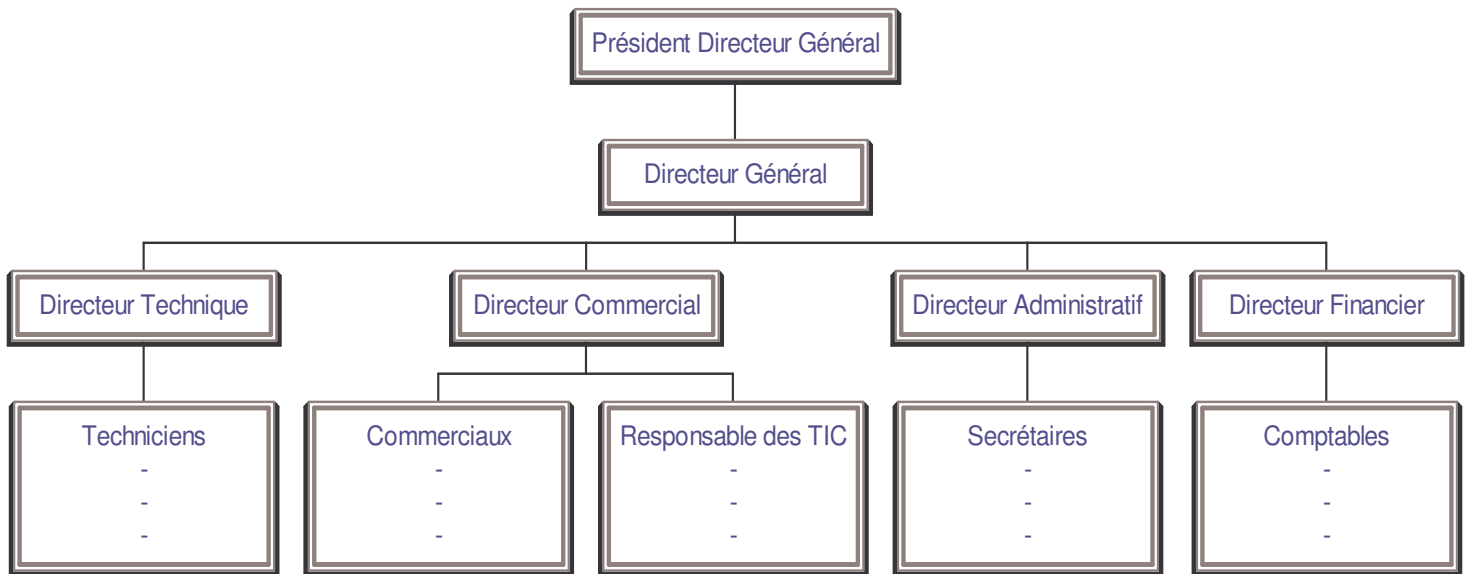 Président Directeur Général
Directeur Général
Directeur Technique
Directeur Commercial
Directeur Administratif
Directeur Financier
Techniciens
-
-
-
Commerciaux
-
-
-
Responsable des TIC
-
-
-
Secrétaires
-
-
-
Comptables
-
-
-